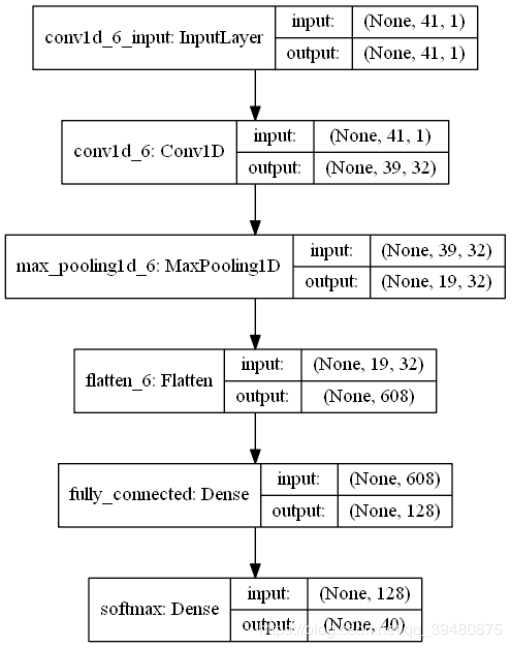 conv1d_6_input: InputLayer
input: (None, 41, 1)
output: (None, 41, 1)
conv1d_6: Conv1D
input: (None, 41, 1)
output: (None, 39, 32)
max_pooling1d_6: MaxPooling1D
input: (None, 39, 32)
output: (None, 19, 32)
flatten_6: Flatten
input: (None, 19, 32)
output: (None, 608)
fully_connected: Dense
input: (None, 608)
output: (None, 128)
softmax: Dense
input: (None, 128)
output: (None, 40)
https://blog.csdn.net/qq_39480875